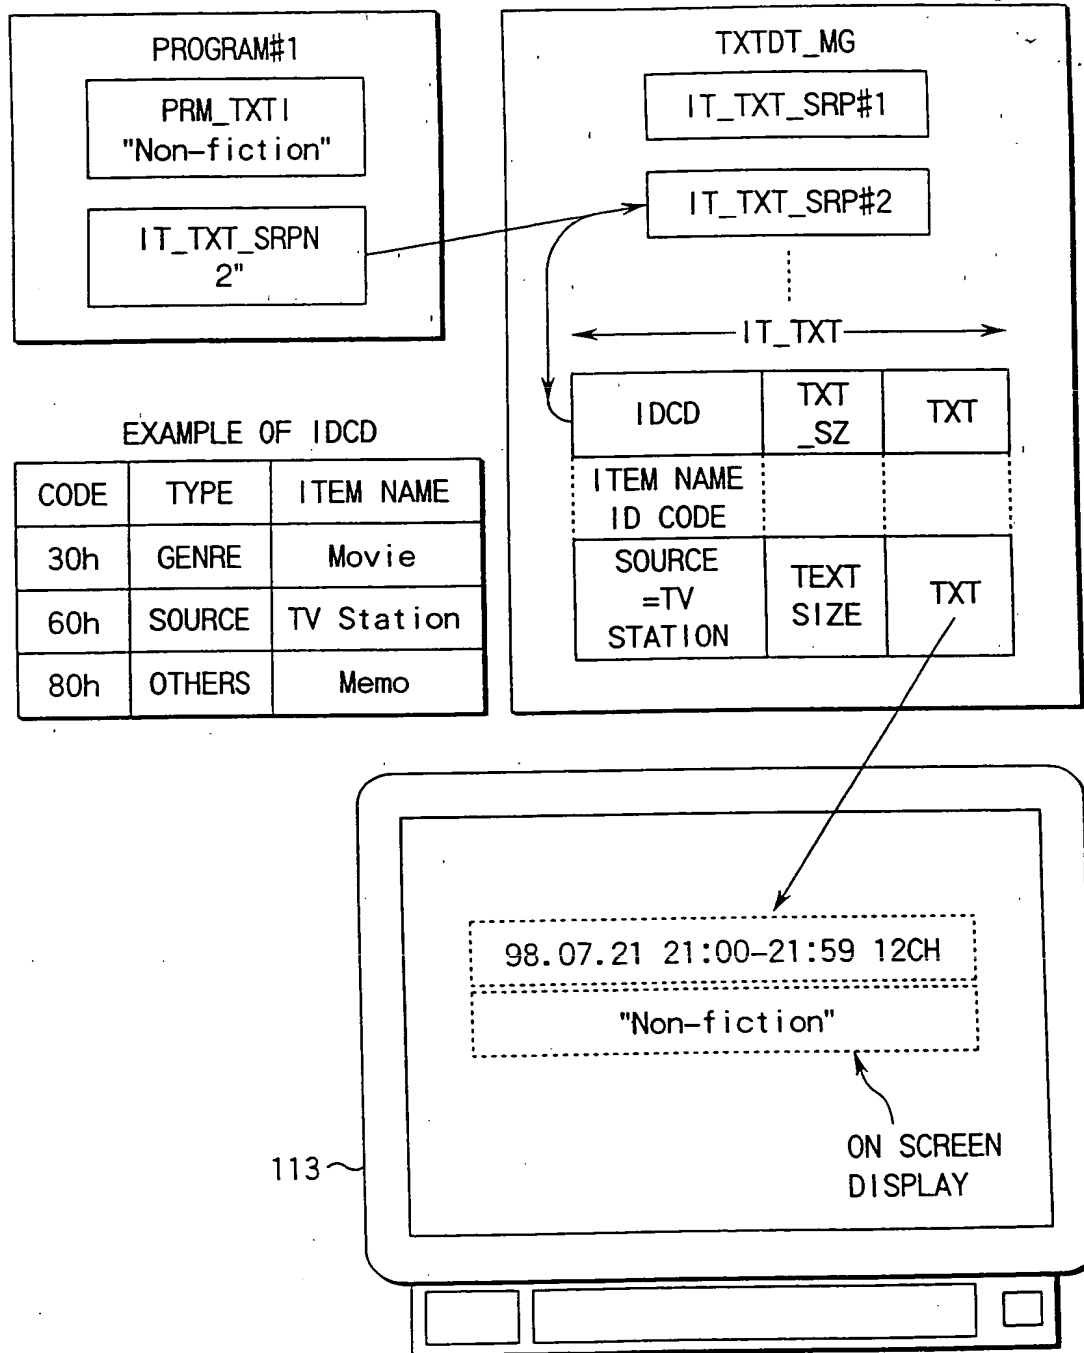 PROGRAM#1
PRM_TXTI
"Non-fiction"
IT_TXT_SRPN
2"
TXTDT_MG
IT_TXT_SRP#1
IT_TXT_SRP#2
IT_TXT
IDCD
TXT
_SZ
TXT
ITEM NAME
ID CODE
SOURCE
=TV
STATION
TEXT
SIZE
TXT
EXAMPLE OF IDCD
CODE TYPE ITEM NAME
30h GENRE Movie
60h SOURCE TV Station
80h OTHERS Memo
98.07.21 21:00-21:59 12CH
"Non-fiction"
ON SCREEN
DISPLAY
113